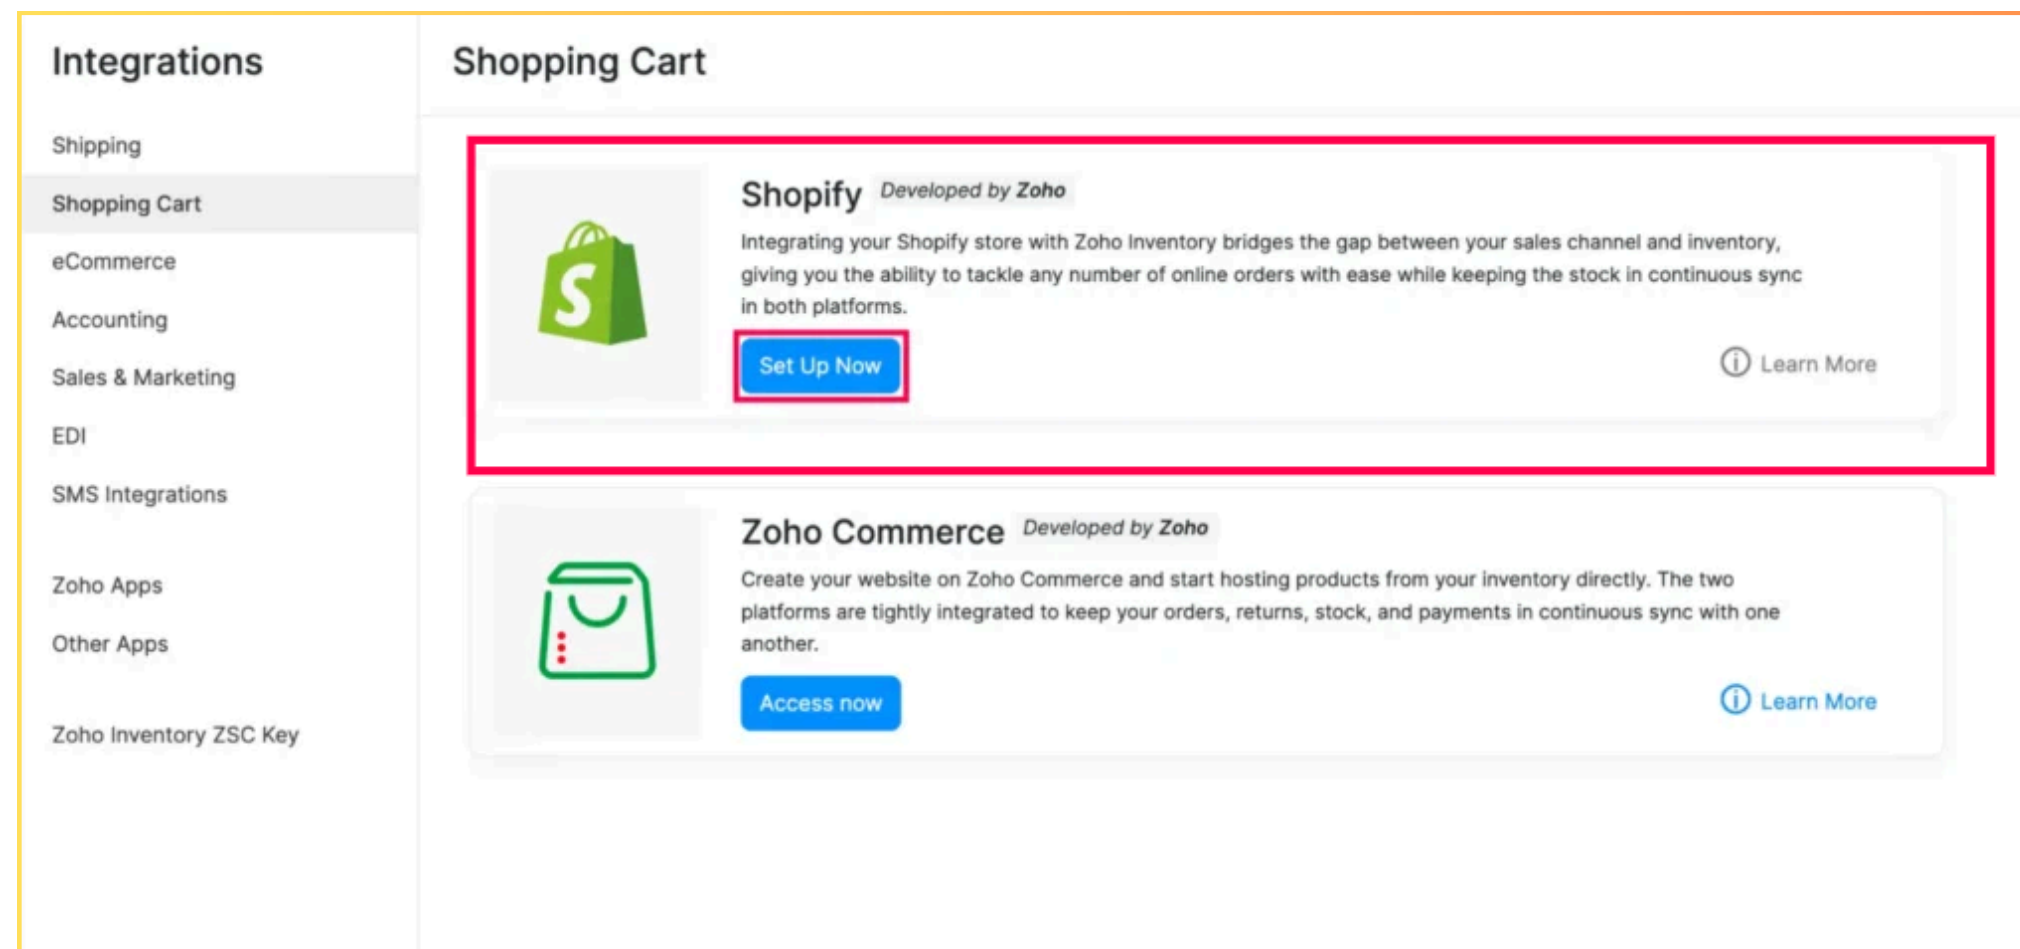 Integrations
Shipping
Shopping Cart
eCommerce
Accounting
Sales & Marketing
EDI
SMS Integrations
Zoho Apps
Other Apps
Zoho Inventory ZSC Key
Shopping Cart
Shopify Developed by Zoho
Integrating your Shopify store with Zoho Inventory bridges the gap between your sales channel and inventory,
giving you the ability to tackle any number of online orders with ease while keeping the stock in continuous sync
in both platforms.
Set Up Now
Learn More
Zoho Commerce Developed by Zoho
Create your website on Zoho Commerce and start hosting products from your inventory directly. The two
platforms are tightly integrated to keep your orders, returns, stock, and payments in continuous sync with one
another.
Access now
Learn More